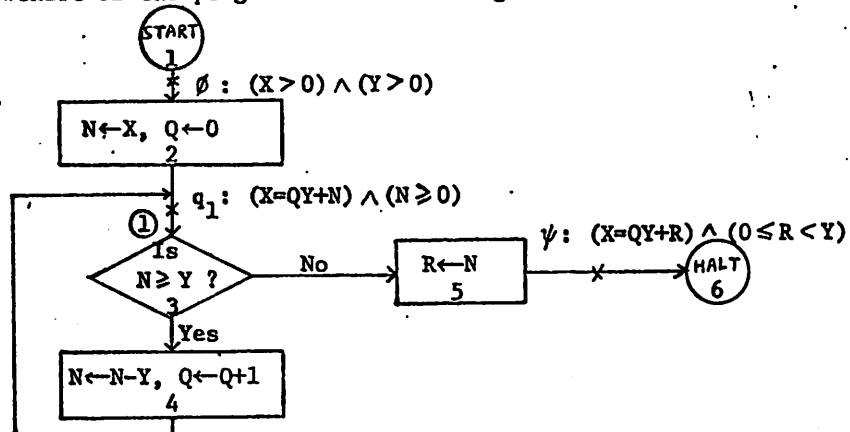 START
1
ø: (X>0)∧(Y>0)
N←X, Q←0
2
q₁: (X=QY+N)∧(N≥0)
①
Is
N≥Y ?
3
No
R←N
5
ψ: (X=QY+R)∧(0≤R<Y)
HALT
6
Yes
N←N-Y, Q←Q+1
4